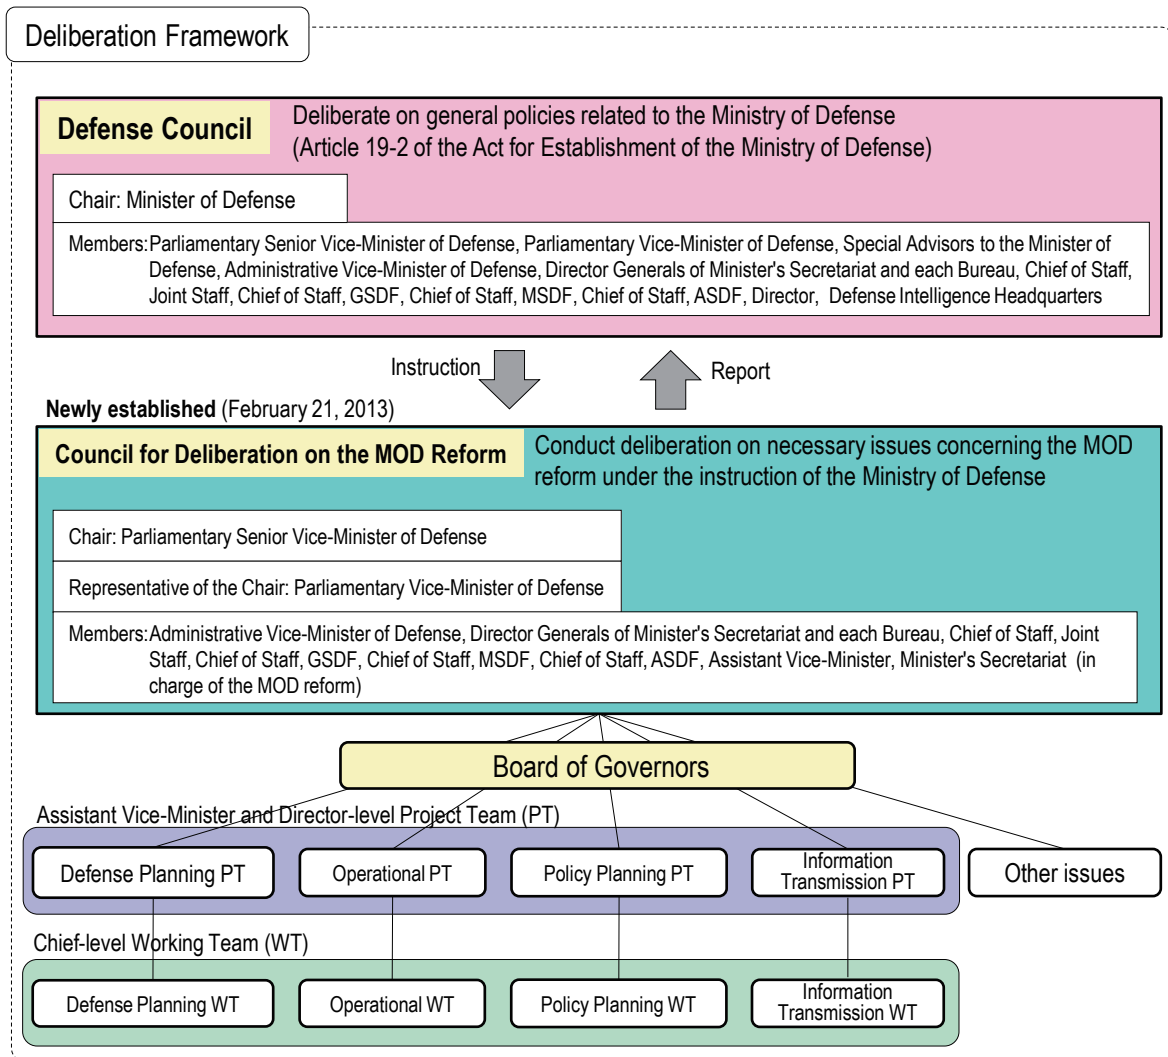 Deliberation Framework
Defense Council
Deliberate on general policies related to the Ministry of Defense
(Article 19-2 of the Act for Establishment of the Ministry of Defense)
Chair: Minister of Defense
Members:Parliamentary Senior Vice-Minister of Defense, Parliamentary Vice-Minister of Defense, Special Advisors to the Minister of
Defense, Administrative Vice-Minister of Defense, Director Generals of Minister's Secretariat and each Bureau, Chief of Staff,
Joint Staff, Chief of Staff, GSDF, Chief of Staff, MSDF, Chief of Staff, ASDF, Director, Defense Intelligence Headquarters
Instruction
Report
Newly established (February 21, 2013)
Council for Deliberation on the MOD Reform
Conduct deliberation on necessary issues concerning the MOD
reform under the instruction of the Ministry of Defense
Chair: Parliamentary Senior Vice-Minister of Defense
Representative of the Chair: Parliamentary Vice-Minister of Defense
Members:Administrative Vice-Minister of Defense, Director Generals of Minister's Secretariat and each Bureau, Chief of Staff, Joint
Staff, Chief of Staff, GSDF, Chief of Staff, MSDF, Chief of Staff, ASDF, Assistant Vice-Minister, Minister's Secretariat (in
charge of the MOD reform)
Board of Governors
Assistant Vice-Minister and Director-level Project Team (PT)
Defense Planning PT
Operational PT
Policy Planning PT
Information
Transmission PT
Other issues
Chief-level Working Team (WT)
Defense Planning WT
Operational WT
Policy Planning WT
Information
Transmission WT